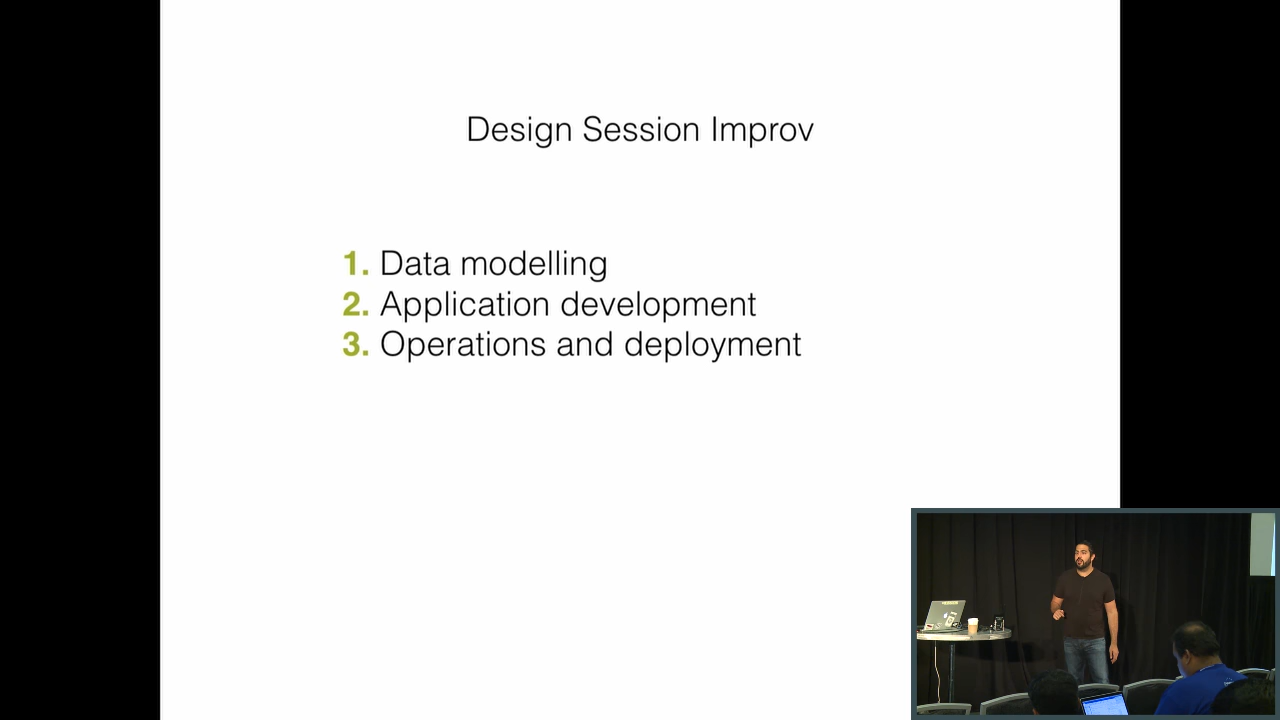 Design Session Improv
1. Data modelling
2. Application development
3. Operations and deployment